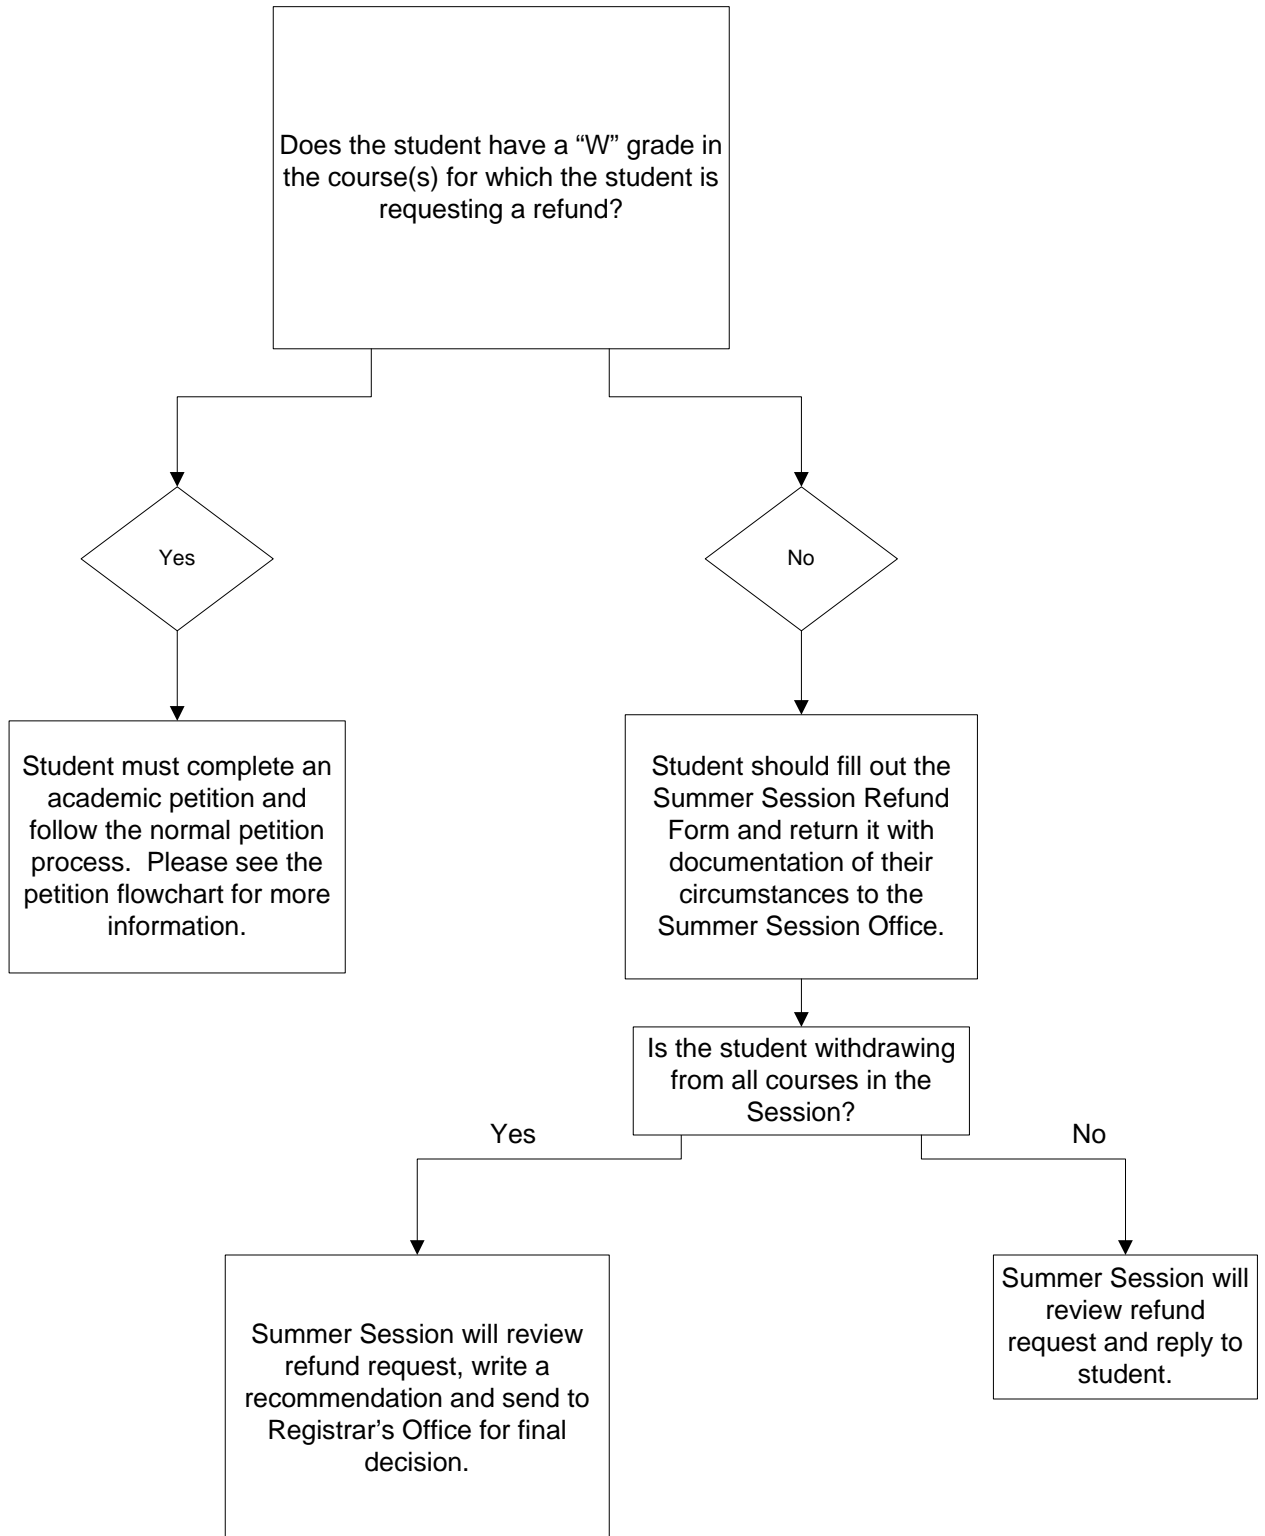 Does the student have a “W” grade in
the course(s) for which the student is
requesting a refund?
Yes
No
Student must complete an
academic petition and
follow the normal petition
process.  Please see the
petition flowchart for more
information.
Student should fill out the
Summer Session Refund
Form and return it with
documentation of their
circumstances to the
Summer Session Office.
Is the student withdrawing
from all courses in the
Session?
Yes
No
Summer Session will review
refund request, write a
recommendation and send to
Registrar’s Office for final
decision.
Summer Session will
review refund
request and reply to
student.